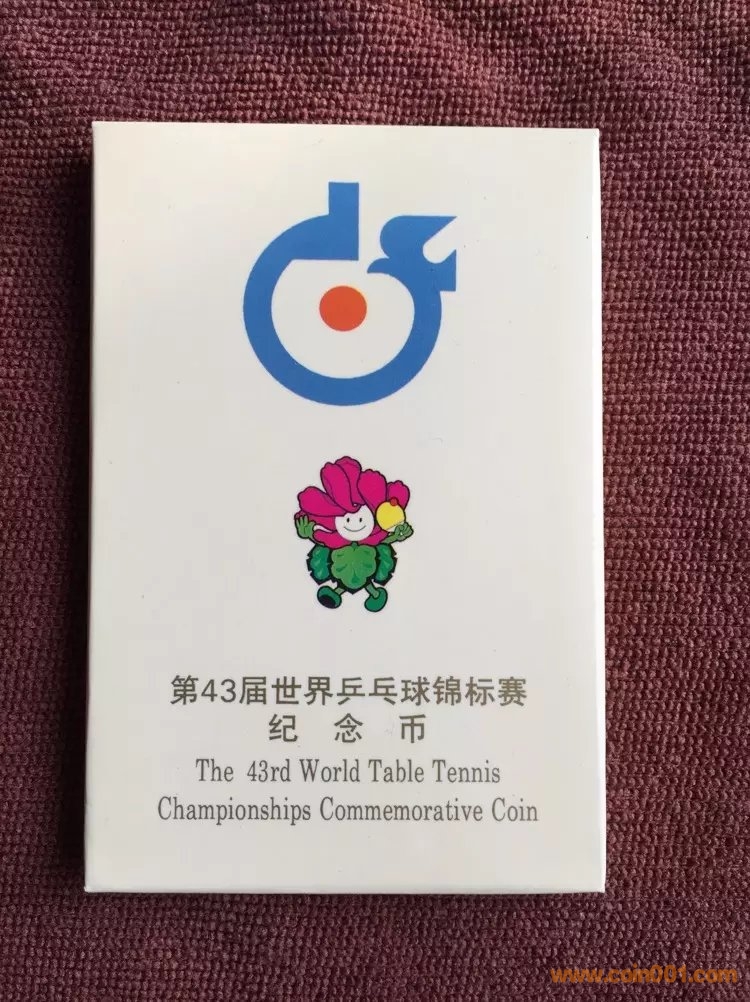 第43届世界乒乓球锦标赛
纪念币
The 43rd World Table Tennis
Championships Commemorative Coin
www.coin001.com